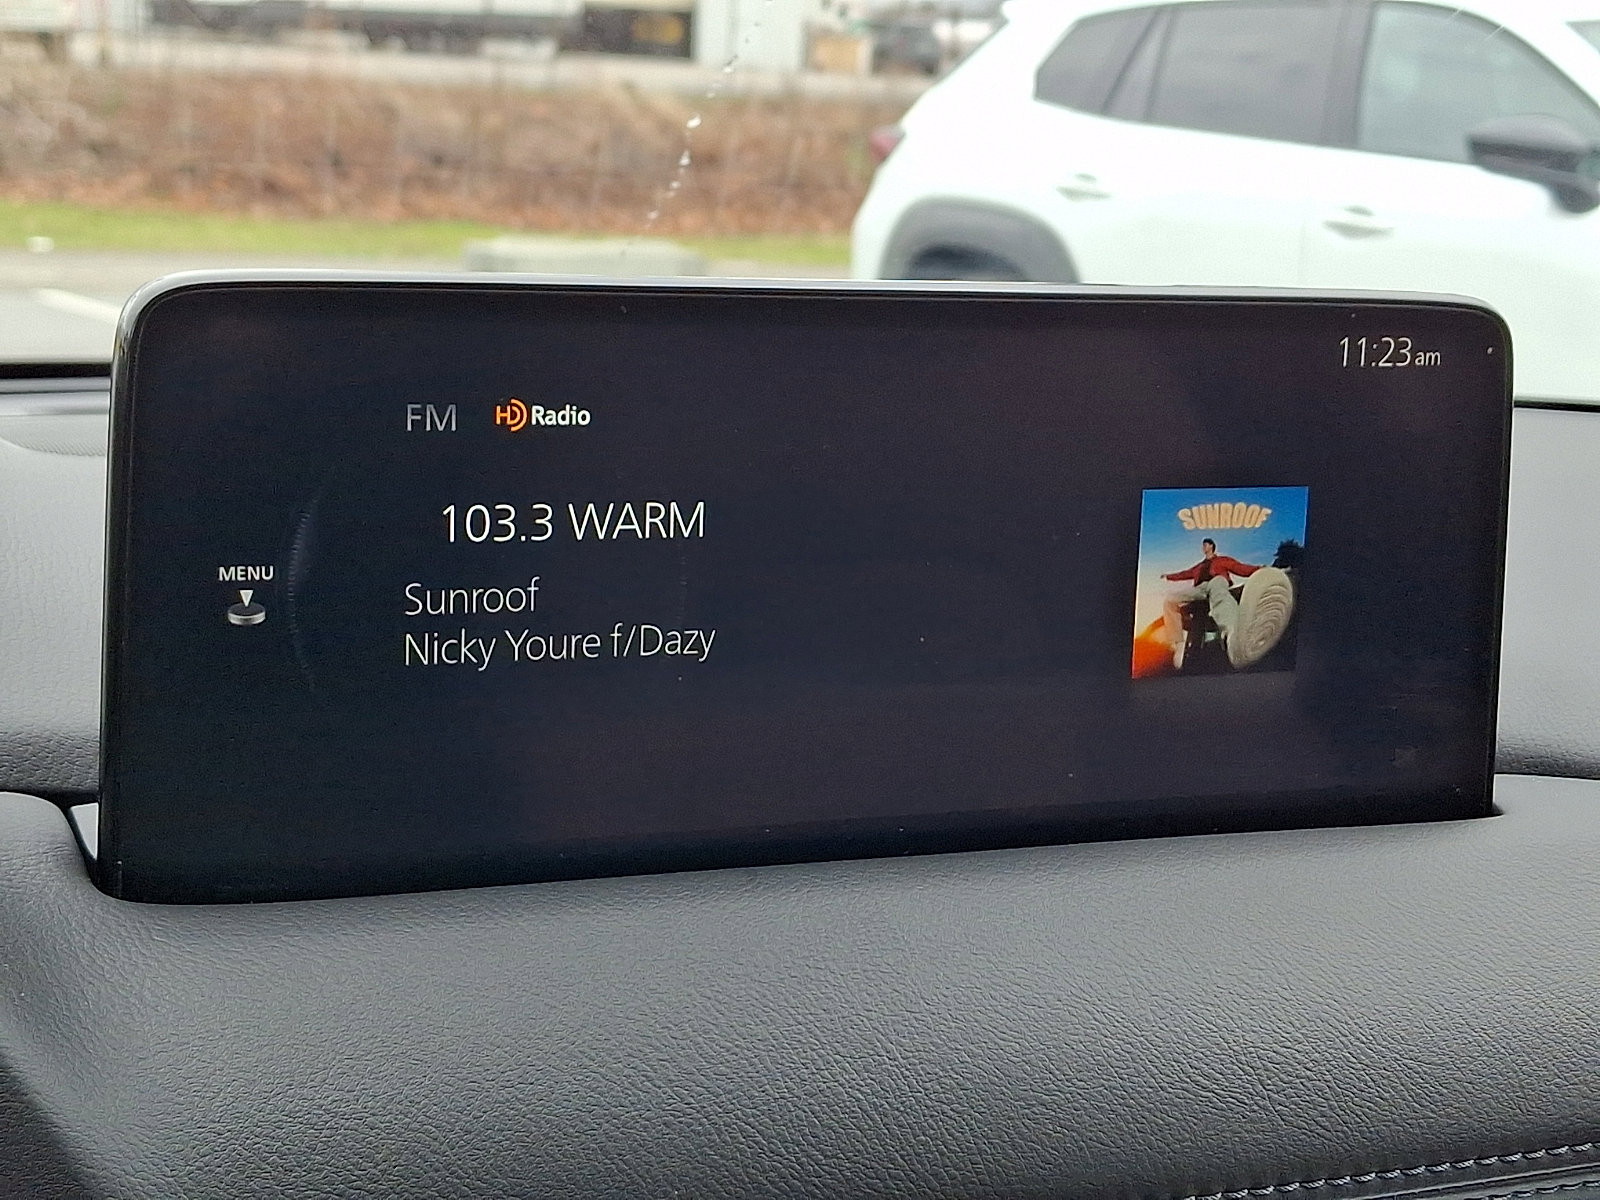 11:23am
FM HD Radio
103.3 WARM
SUNROOF
MENU
Sunroof
Nicky Youre f/Dazy